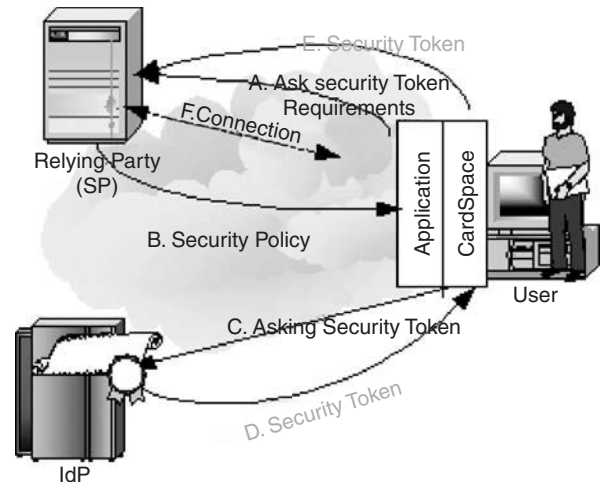 E. Security Token
A. Ask security Token
Requirements
F.Connection
Relying Party
(SP)
Application
CardSpace
B. Security Policy
User
C. Asking Security Token
D. Security Token
IdP